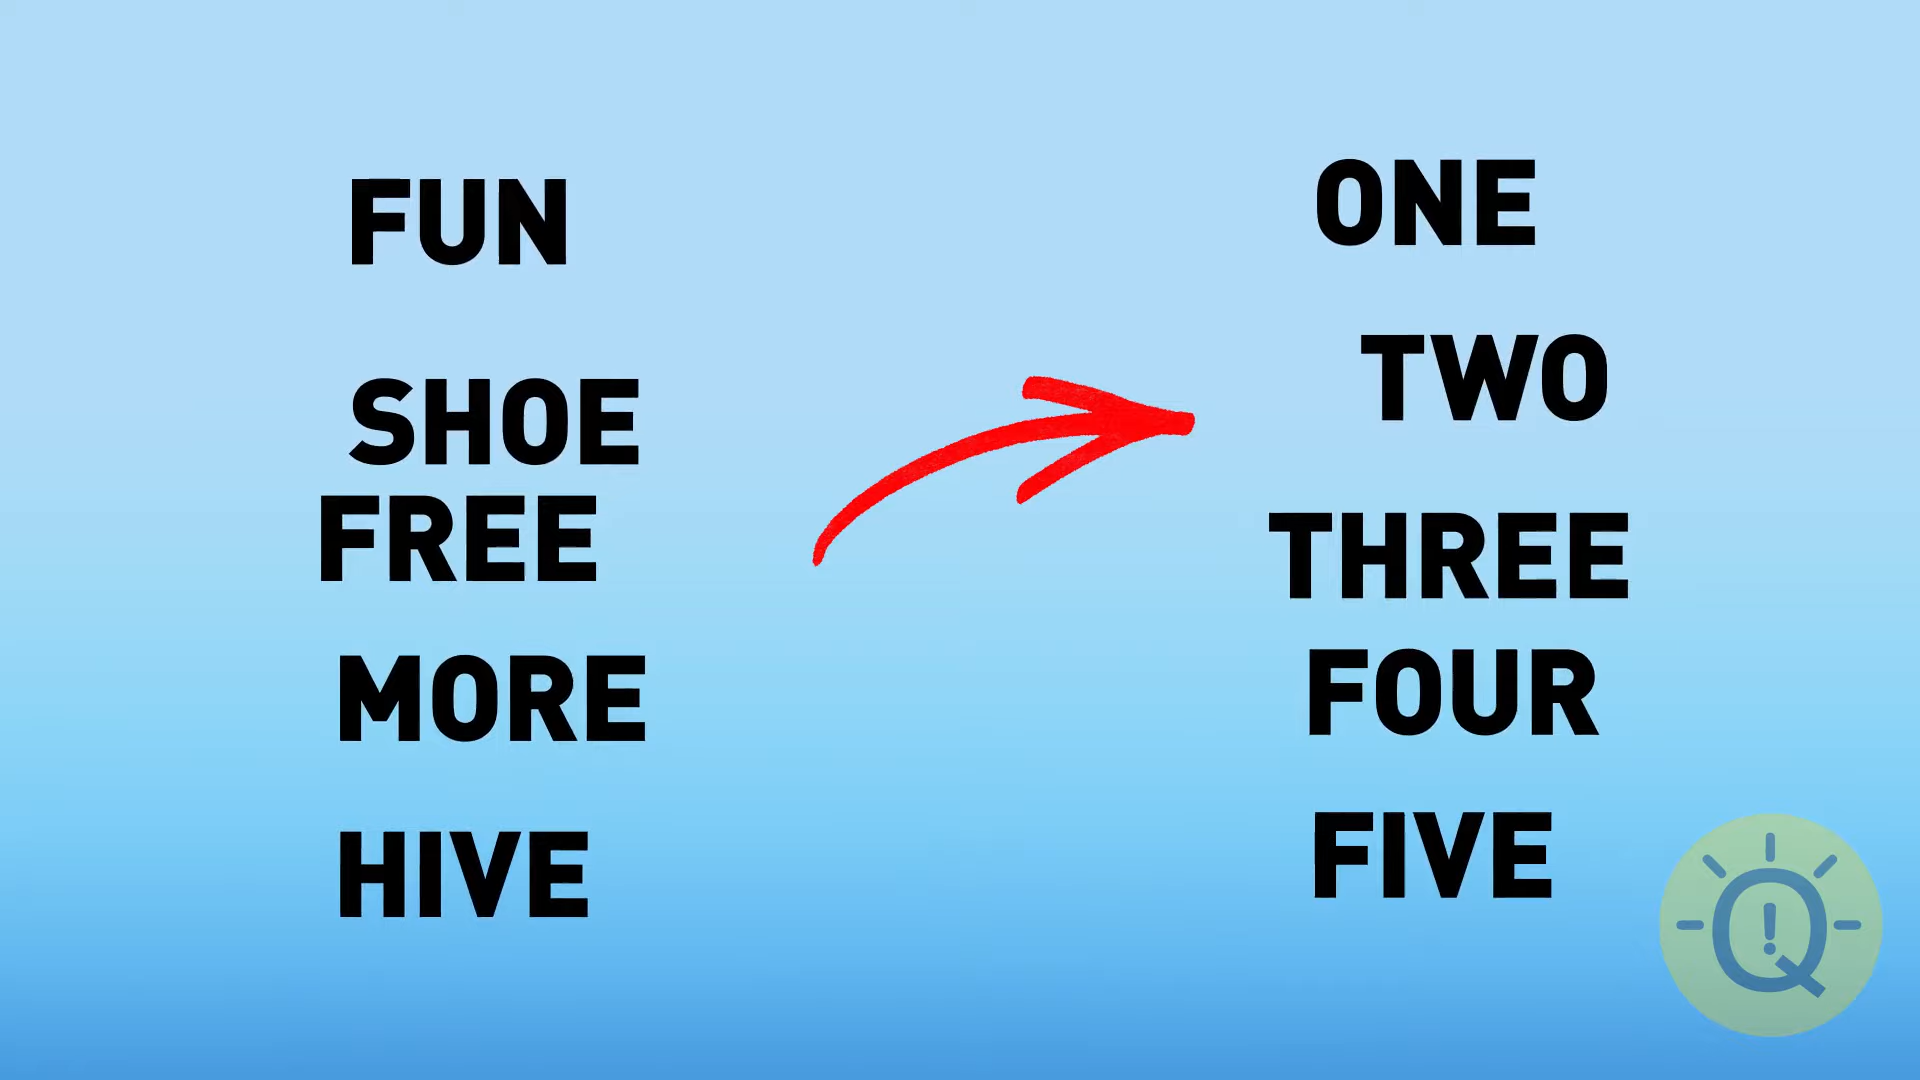 FUN
SHOE
FREE
MORE
HIVE
ONE
TWO
THREE
FOUR
FIVE
Q!